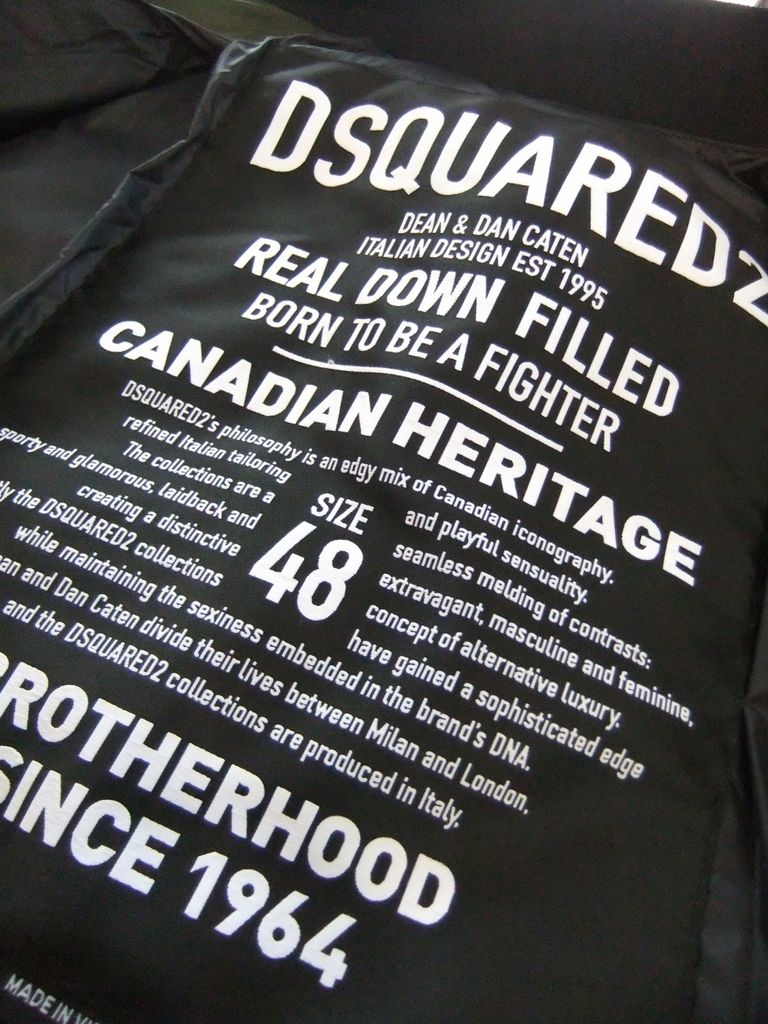 DSQUARED2
DEAN & DAN CATEN
ITALIAN DESIGN EST 1995
REAL DOWN FILLED
BORN TO BE A FIGHTER
CANADIAN HERITAGE
DSQUARED2's philosophy is an edgy mix of Canadian iconography,
refined Italian tailoring and playful sensuality.
The collections are a seamless melding of contrasts:
sporty and glamorous, laidback and extravagant, masculine and feminine,
creating a distinctive concept of alternative luxury.
the DSQUARED2 collections have gained a sophisticated edge
SIZE
48
while maintaining the sexiness embedded in the brand's DNA.
and Dan Caten divide their lives between Milan and London,
and the DSQUARED2 collections are produced in Italy.
BROTHERHOOD
SINCE 1964
MADE IN